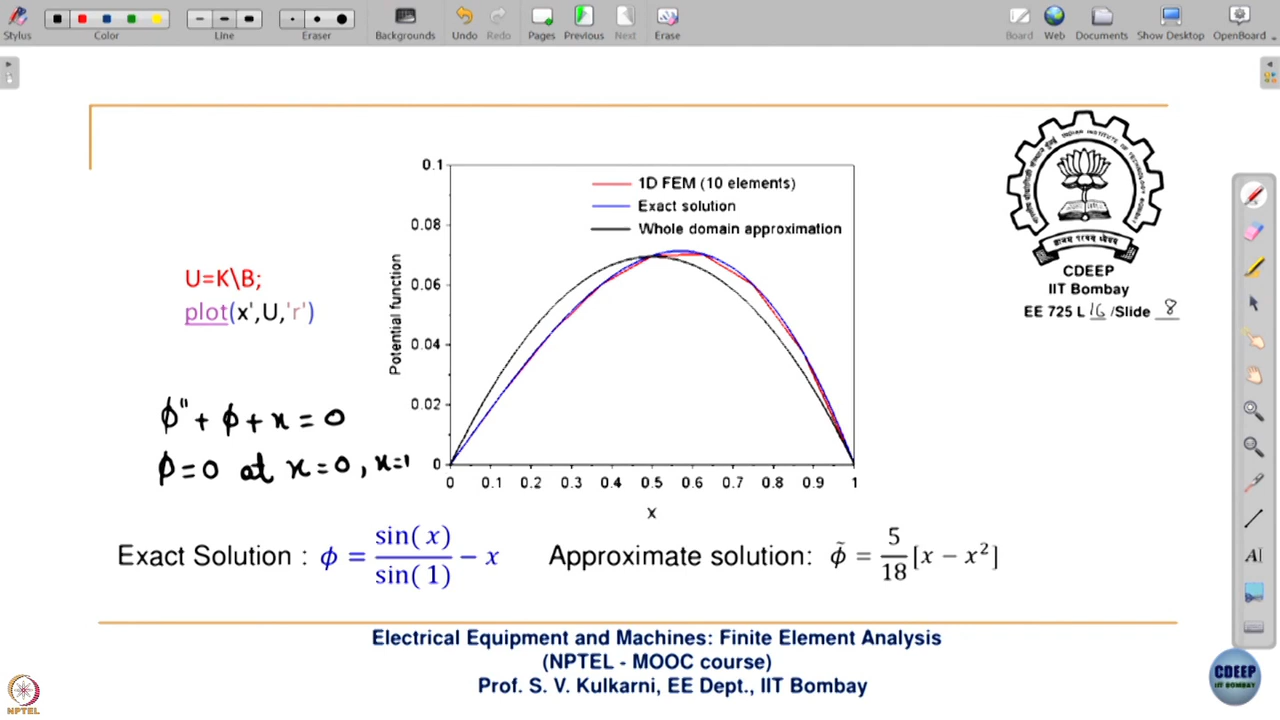 Stylus
Color
Line
Eraser
Backgrounds
Undo
Redo
Pages
Previous
Next
Erase
Board
Web
Documents
Show Desktop
OpenBoard
U=K\B;
plot(x',U,'r')
ϕ'' + ϕ + x = 0
ϕ=0 at x=0, x=1
0.1
0.08
0.06
0.04
0.02
0
Potential function
1D FEM (10 elements)
Exact solution
Whole domain approximation
0 0.1 0.2 0.3 0.4 0.5 0.6 0.7 0.8 0.9 1
x
CDEEP
IIT Bombay
EE 725 L 16 /Slide 8
Exact Solution : ϕ = sin(x)/sin(1) − x
Approximate solution: ϕ̃ = 5/18 [x − x²]
Electrical Equipment and Machines: Finite Element Analysis
(NPTEL - MOOC course)
Prof. S. V. Kulkarni, EE Dept., IIT Bombay
NPTEL
CDEEP
IIT BOMBAY